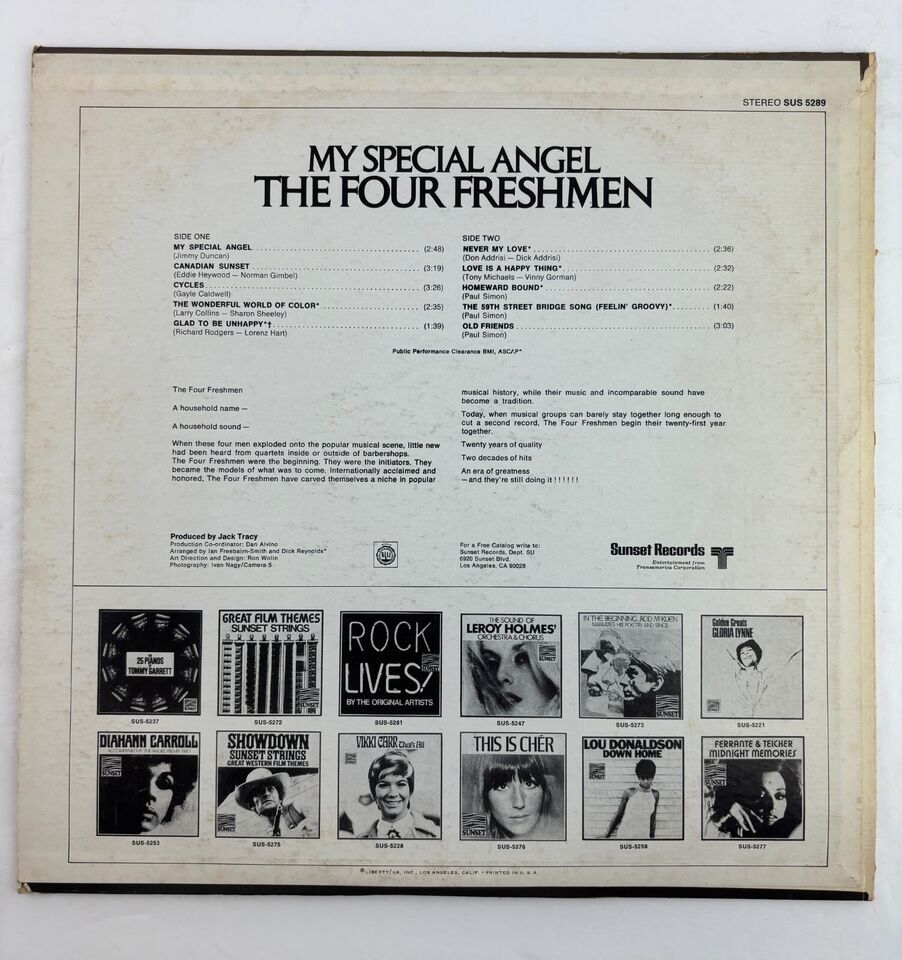 STEREO SUS 5289
MY SPECIAL ANGEL
THE FOUR FRESHMEN
SIDE ONE
MY SPECIAL ANGEL (2:48)
(Jimmy Duncan)
CANADIAN SUNSET (3:19)
(Eddie Heywood — Norman Gimbel)
CYCLES (3:26)
(Gayle Caldwell)
THE WONDERFUL WORLD OF COLOR* (2:35)
(Larry Collins — Sharon Sheeley)
GLAD TO BE UNHAPPY*† (1:39)
(Richard Rodgers — Lorenz Hart)
SIDE TWO
NEVER MY LOVE* (2:36)
(Don Addrisi — Dick Addrisi)
LOVE IS A HAPPY THING* (2:32)
(Tony Michaels — Vinny Gorman)
HOMEWARD BOUND* (2:22)
(Paul Simon)
THE 59TH STREET BRIDGE SONG (FEELIN' GROOVY)* (1:40)
(Paul Simon)
OLD FRIENDS (3:03)
(Paul Simon)
Public Performance Clearance BMI, ASCAP*
The Four Freshmen
A household name —
A household sound —
When these four men exploded onto the popular musical scene, little new
had been heard from quartets inside or outside of barbershops.
The Four Freshmen were the beginning. They were the initiators. They
became the models of what was to come. Internationally acclaimed and
honored, The Four Freshmen have carved themselves a niche in popular
musical history, while their music and incomparable sound have
become a tradition.
Today, when musical groups can barely stay together long enough to
cut a second record, The Four Freshmen begin their twenty-first year
together.
Twenty years of quality
Two decades of hits
An era of greatness
—and they're still doing it ! ! ! ! ! !
Produced by Jack Tracy
Production Co-ordinator: Dan Alvino
Arranged by Ian Freebairn-Smith and Dick Reynolds*
Art Direction and Design: Ron Wolin
Photography: Ivan Nagy/Camera 5
For a Free Catalog write to:
Sunset Records, Dept. SU
6920 Sunset Blvd.
Los Angeles, CA 90028
Sunset Records
Entertainment from
Transamerica Corporation
25 PIANOS
TOMMY GARRETT
SUS-5237
GREAT FILM THEMES
SUNSET STRINGS
SUNSET
SUS-5272
ROCK
LIVES!
BY THE ORIGINAL ARTISTS
SUS-5281
THE SOUND OF
LEROY HOLMES'
ORCHESTRA & CHORUS
SUNSET
SUS-5247
IN THE BEGINNING...ROD McKUEN
NARRATES HIS POETRY AND SINGS
SUNSET
SUS-5273
Golden Greats
GLORIA LYNNE
SUS-5221
DIAHANN CARROLL
SUNSET
SUS-5253
SHOWDOWN
SUNSET STRINGS
GREAT WESTERN FILM THEMES
SUNSET
SUS-5275
VIKKI CARR That's All
SUNSET
SUS-5228
THIS IS CHÉR
SUNSET
SUS-5276
LOU DONALDSON
DOWN HOME
SUS-5258
FERRANTE & TEICHER
MIDNIGHT MEMORIES
SUNSET
SUS-5277
© LIBERTY/UA, INC., LOS ANGELES, CALIF. • PRINTED IN U.S.A.